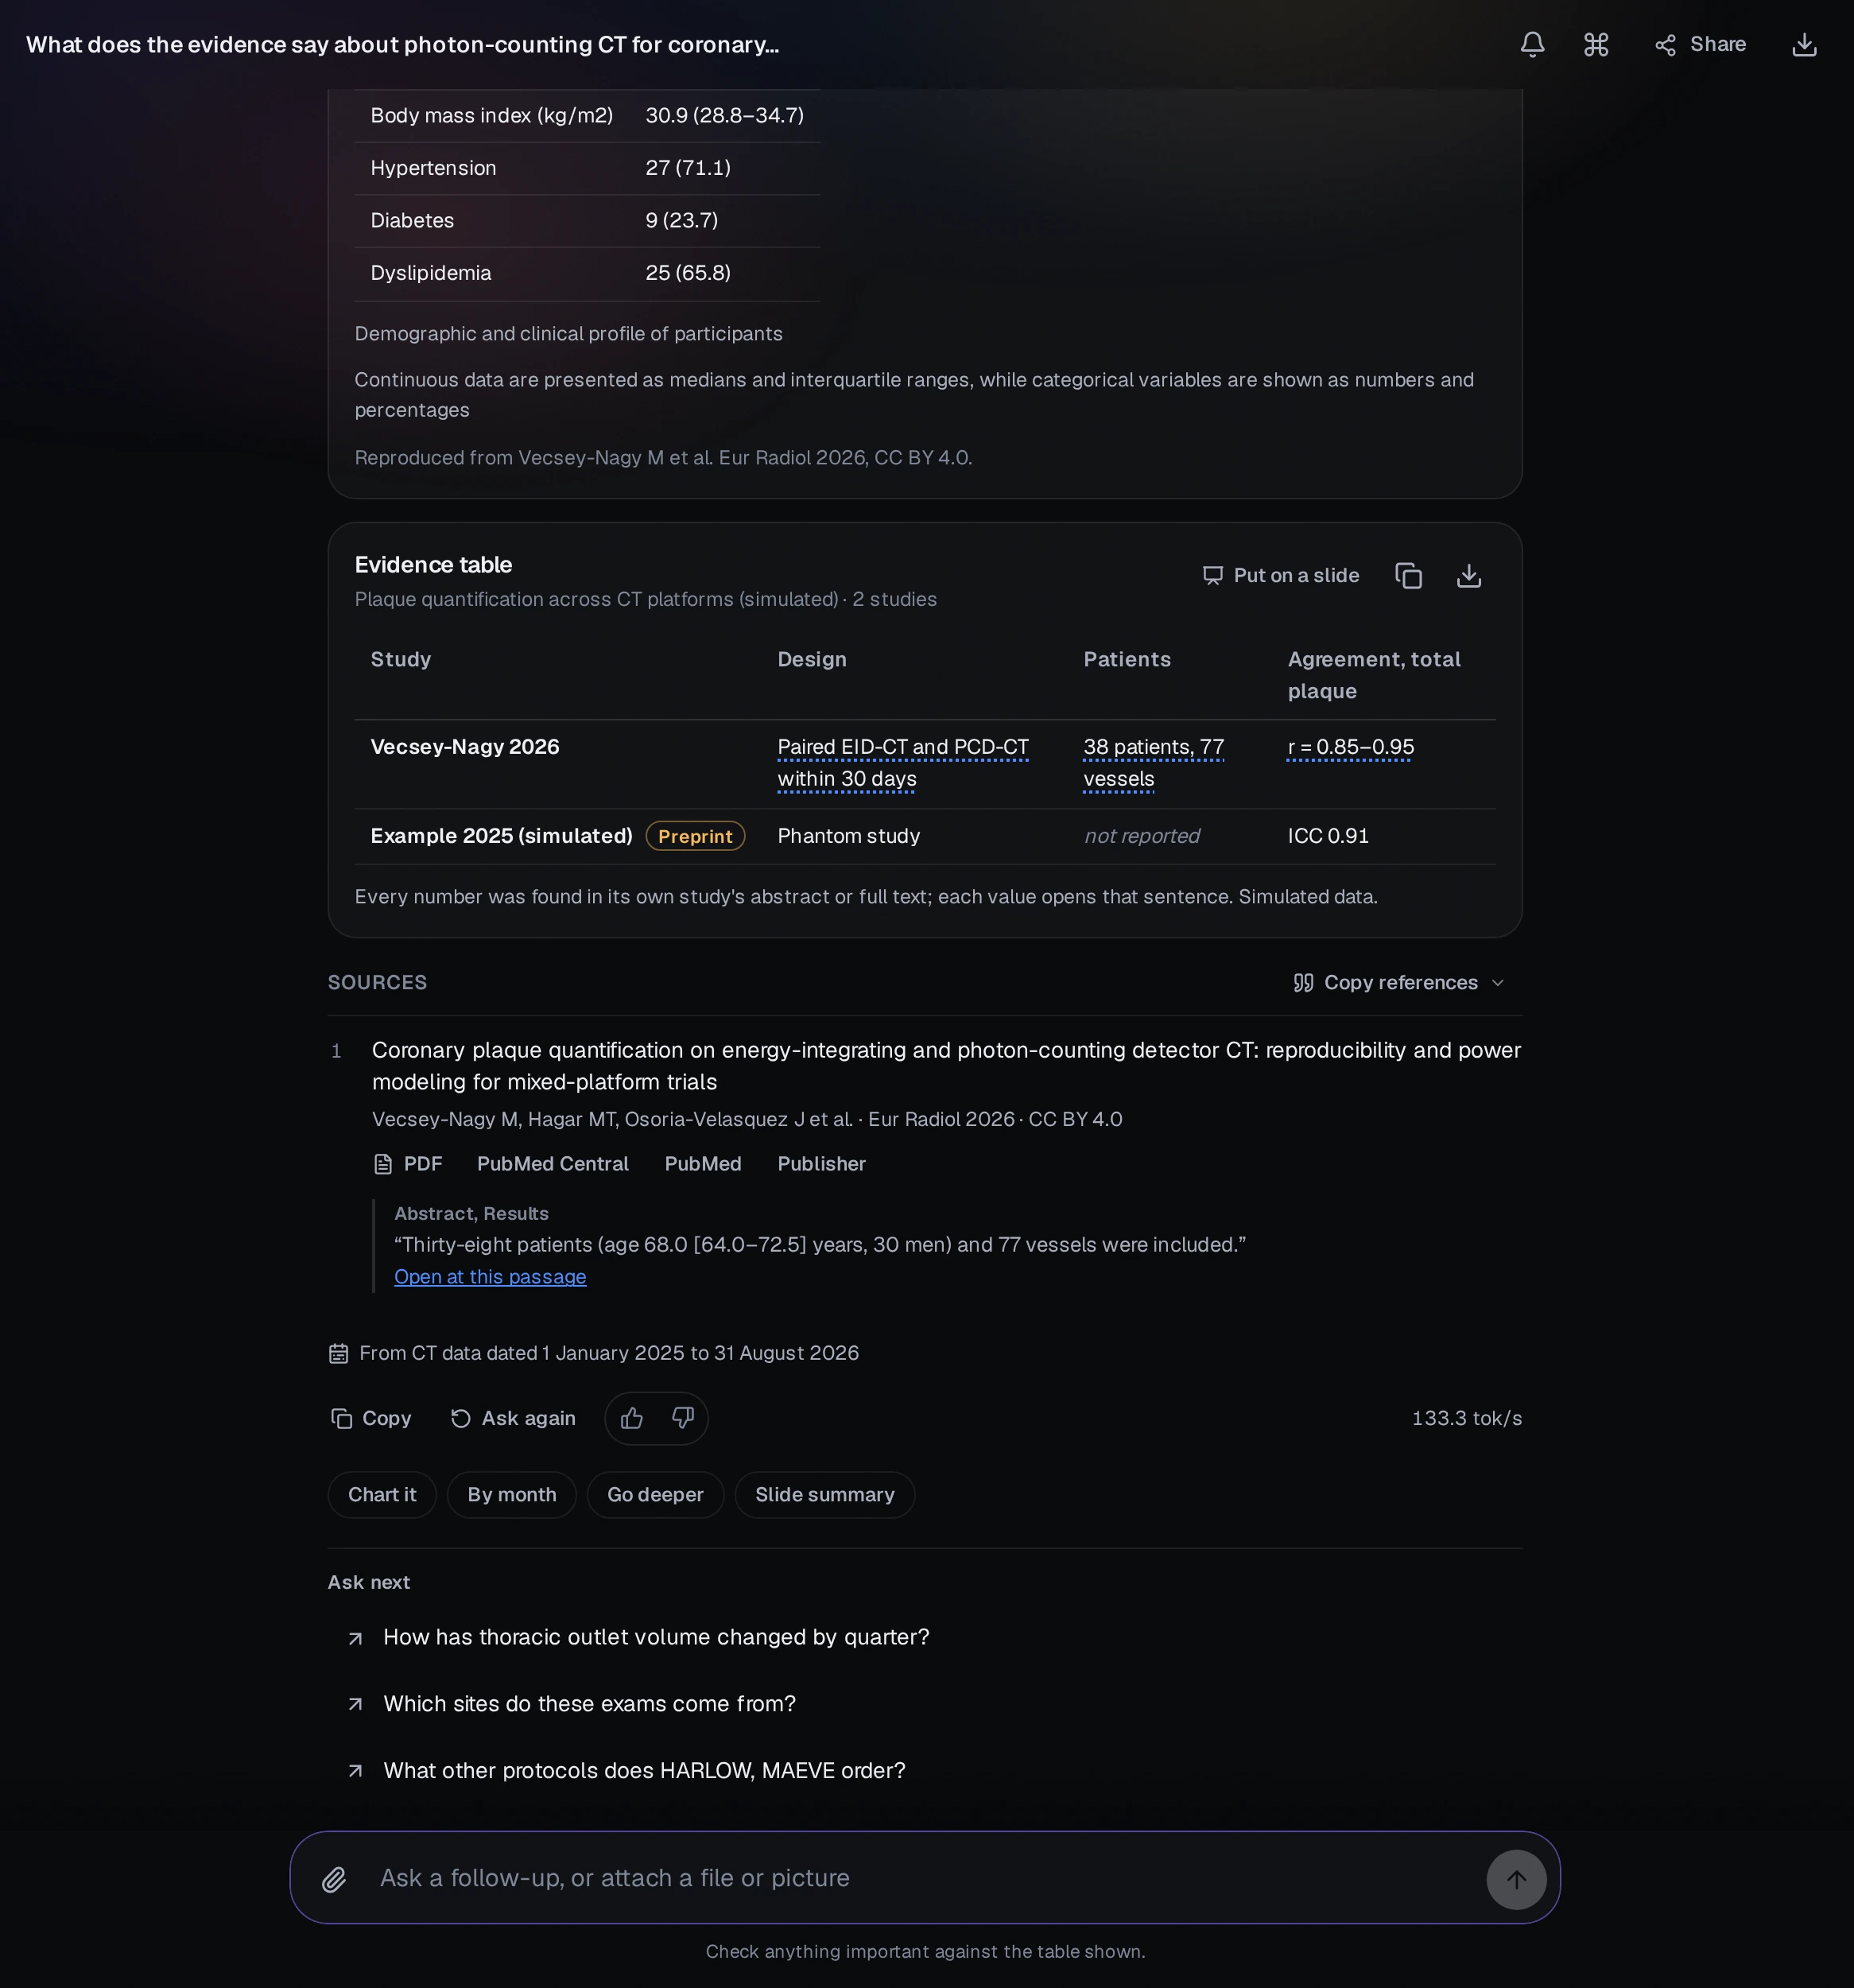 What does the evidence say about photon-counting CT for coronary...
Share
Body mass index (kg/m2) 30.9 (28.8–34.7)
Hypertension 27 (71.1)
Diabetes 9 (23.7)
Dyslipidemia 25 (65.8)
Demographic and clinical profile of participants
Continuous data are presented as medians and interquartile ranges, while categorical variables are shown as numbers and
percentages
Reproduced from Vecsey-Nagy M et al. Eur Radiol 2026, CC BY 4.0.
Evidence table
Put on a slide
Plaque quantification across CT platforms (simulated) · 2 studies
Study Design Patients Agreement, total
plaque
Vecsey-Nagy 2026 Paired EID-CT and PCD-CT 38 patients, 77 r = 0.85–0.95
within 30 days vessels
Example 2025 (simulated) Preprint Phantom study not reported ICC 0.91
Every number was found in its own study's abstract or full text; each value opens that sentence. Simulated data.
SOURCES Copy references
1 Coronary plaque quantification on energy-integrating and photon-counting detector CT: reproducibility and power
modeling for mixed-platform trials
Vecsey-Nagy M, Hagar MT, Osoria-Velasquez J et al. · Eur Radiol 2026 · CC BY 4.0
PDF PubMed Central PubMed Publisher
Abstract, Results
“Thirty-eight patients (age 68.0 [64.0–72.5] years, 30 men) and 77 vessels were included.”
Open at this passage
From CT data dated 1 January 2025 to 31 August 2026
Copy Ask again 133.3 tok/s
Chart it By month Go deeper Slide summary
Ask next
How has thoracic outlet volume changed by quarter?
Which sites do these exams come from?
What other protocols does HARLOW, MAEVE order?
Ask a follow-up, or attach a file or picture
Check anything important against the table shown.